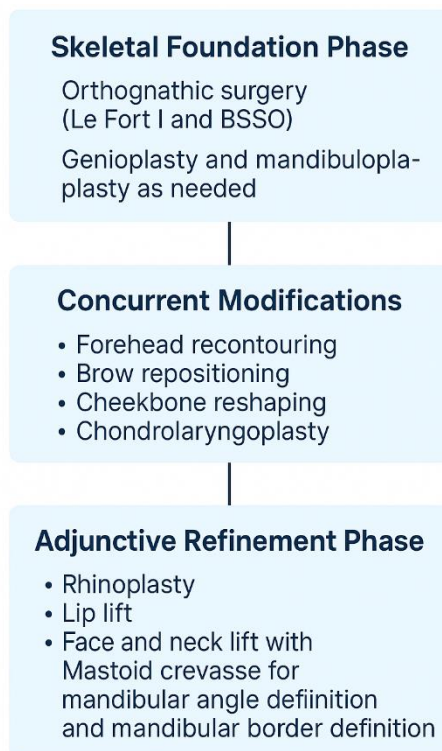 Skeletal Foundation Phase
Orthognathic surgery
(Le Fort I and BSSO)
Genioplasty and mandibulopla-
plasty as needed
Concurrent Modifications
• Forehead recontouring
• Brow repositioning
• Cheekbone reshaping
• Chondrolaryngoplasty
Adjunctive Refinement Phase
• Rhinoplasty
• Lip lift
• Face and neck lift with
Mastoid crevasse for
mandibular angle defiinition
and mandibular border definition